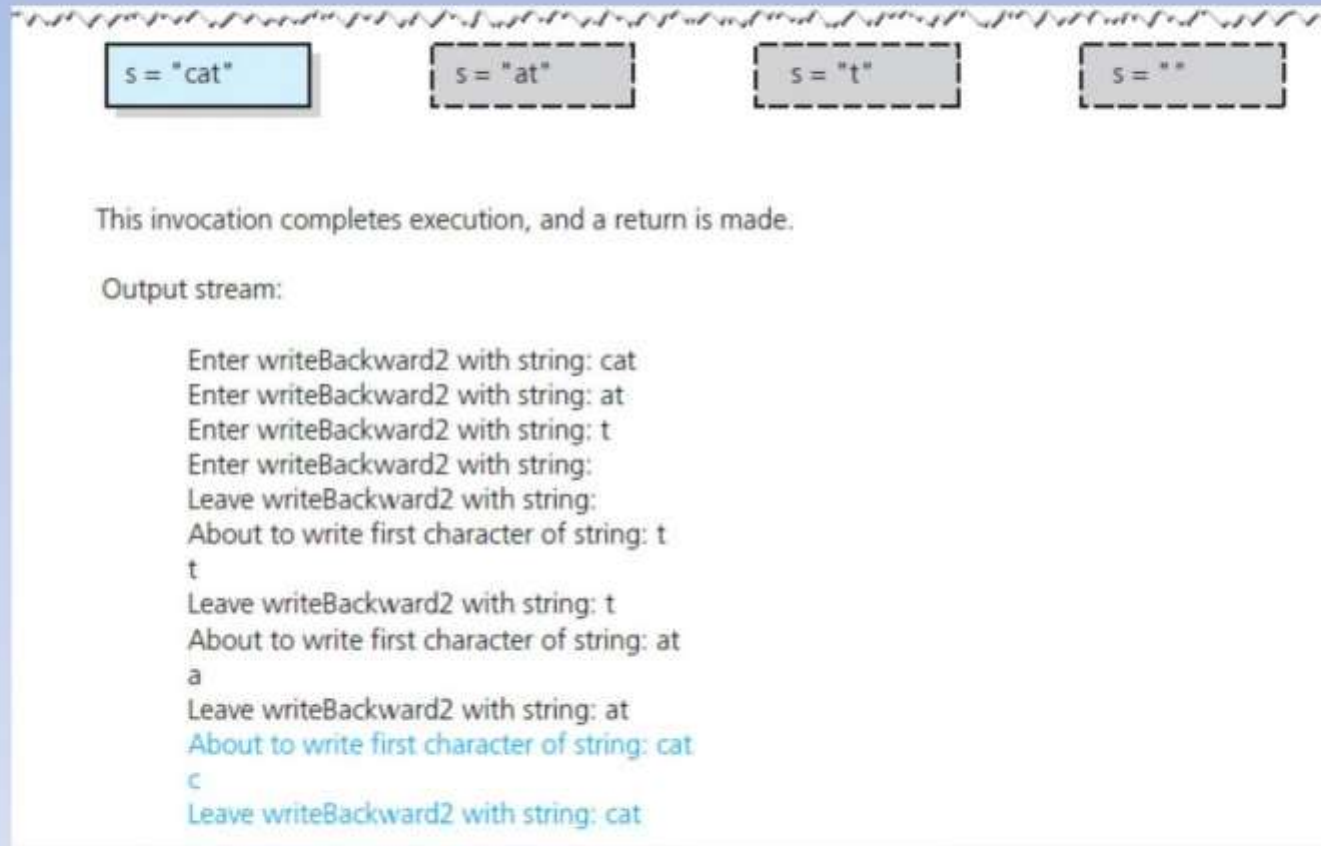 s = "cat" s = "at" s = "t" s = ""
This invocation completes execution, and a return is made.
Output stream:
Enter writeBackward2 with string: cat
Enter writeBackward2 with string: at
Enter writeBackward2 with string: t
Enter writeBackward2 with string:
Leave writeBackward2 with string:
About to write first character of string: t
t
Leave writeBackward2 with string: t
About to write first character of string: at
a
Leave writeBackward2 with string: at
About to write first character of string: cat
c
Leave writeBackward2 with string: cat